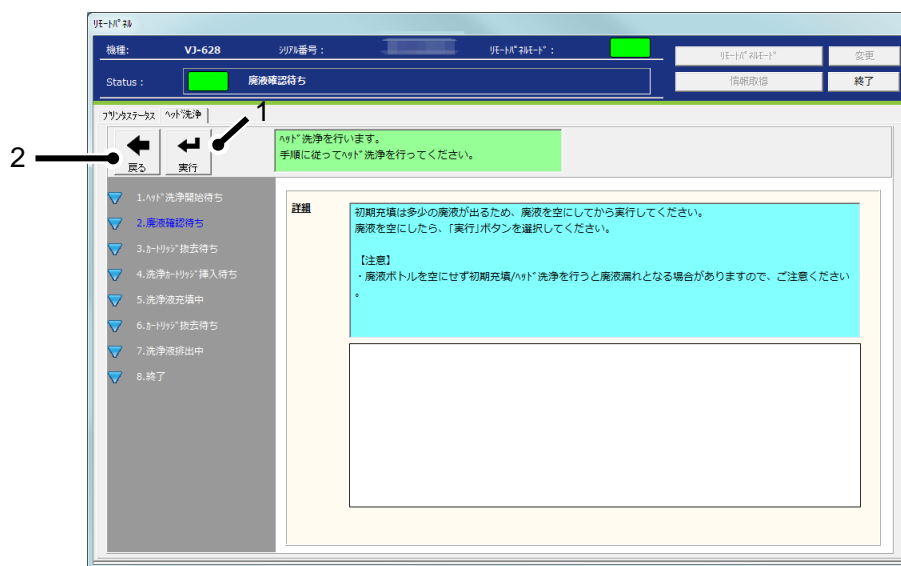 ﾘﾓｰﾄﾊﾟﾈﾙ
機種: VJ-628 ｼﾘｱﾙ番号： ﾘﾓｰﾄﾊﾟﾈﾙﾓｰﾄﾞ：
ﾘﾓｰﾄﾊﾟﾈﾙﾓｰﾄﾞ 変更
Status： 廃液確認待ち 情報取得 終了
ﾌﾟﾘﾝﾀｽﾃｰﾀｽ ﾍｯﾄﾞ洗浄
1
2
戻る 実行
ﾍｯﾄﾞ洗浄を行います。
手順に従ってﾍｯﾄﾞ洗浄を行ってください。
1.ﾍｯﾄﾞ洗浄開始待ち
2.廃液確認待ち
3.ｶｰﾄﾘｯｼﾞ抜去待ち
4.洗浄ｶｰﾄﾘｯｼﾞ挿入待ち
5.洗浄液充填中
6.ｶｰﾄﾘｯｼﾞ抜去待ち
7.洗浄液排出中
8.終了
詳細
初期充填は多少の廃液が出るため、廃液を空にしてから実行してください。
廃液を空にしたら、「実行」ボタンを選択してください。
【注意】
・廃液ボトルを空にせず初期充填/ﾍｯﾄﾞ洗浄を行うと廃液漏れとなる場合がありますので、ご注意ください
。